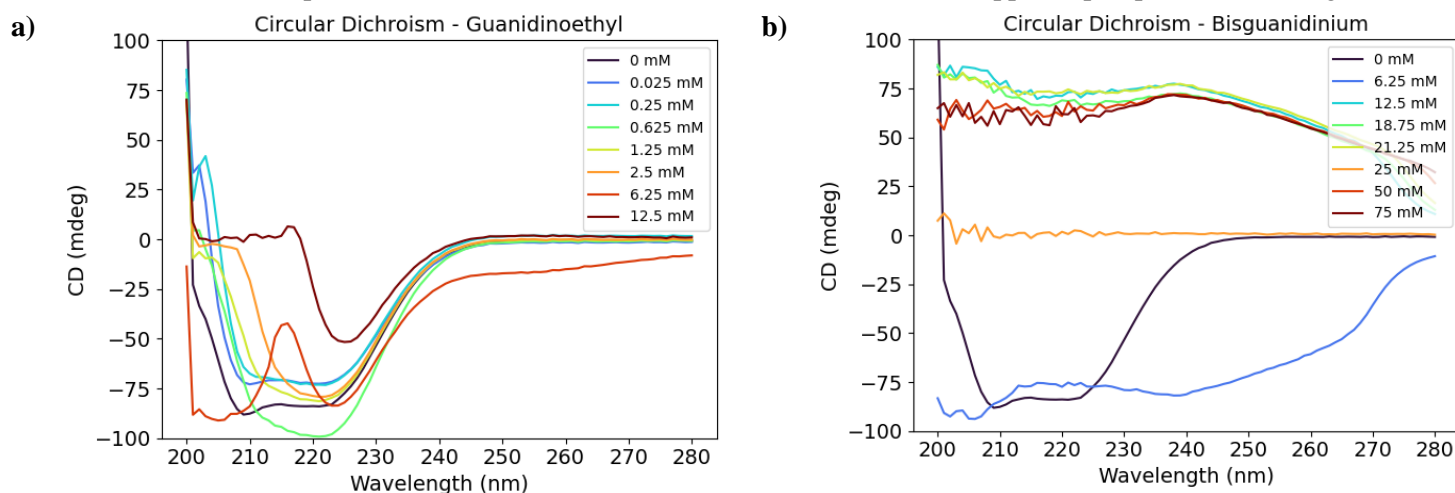 a)
Circular Dichroism - Guanidinoethyl
100
75
50
25
0
−25
−50
−75
−100
CD (mdeg)
200 210 220 230 240 250 260 270 280
Wavelength (nm)
0 mM
0.025 mM
0.25 mM
0.625 mM
1.25 mM
2.5 mM
6.25 mM
12.5 mM
b)
Circular Dichroism - Bisguanidinium
100
75
50
25
0
−25
−50
−75
−100
CD (mdeg)
200 210 220 230 240 250 260 270 280
Wavelength (nm)
0 mM
6.25 mM
12.5 mM
18.75 mM
21.25 mM
25 mM
50 mM
75 mM